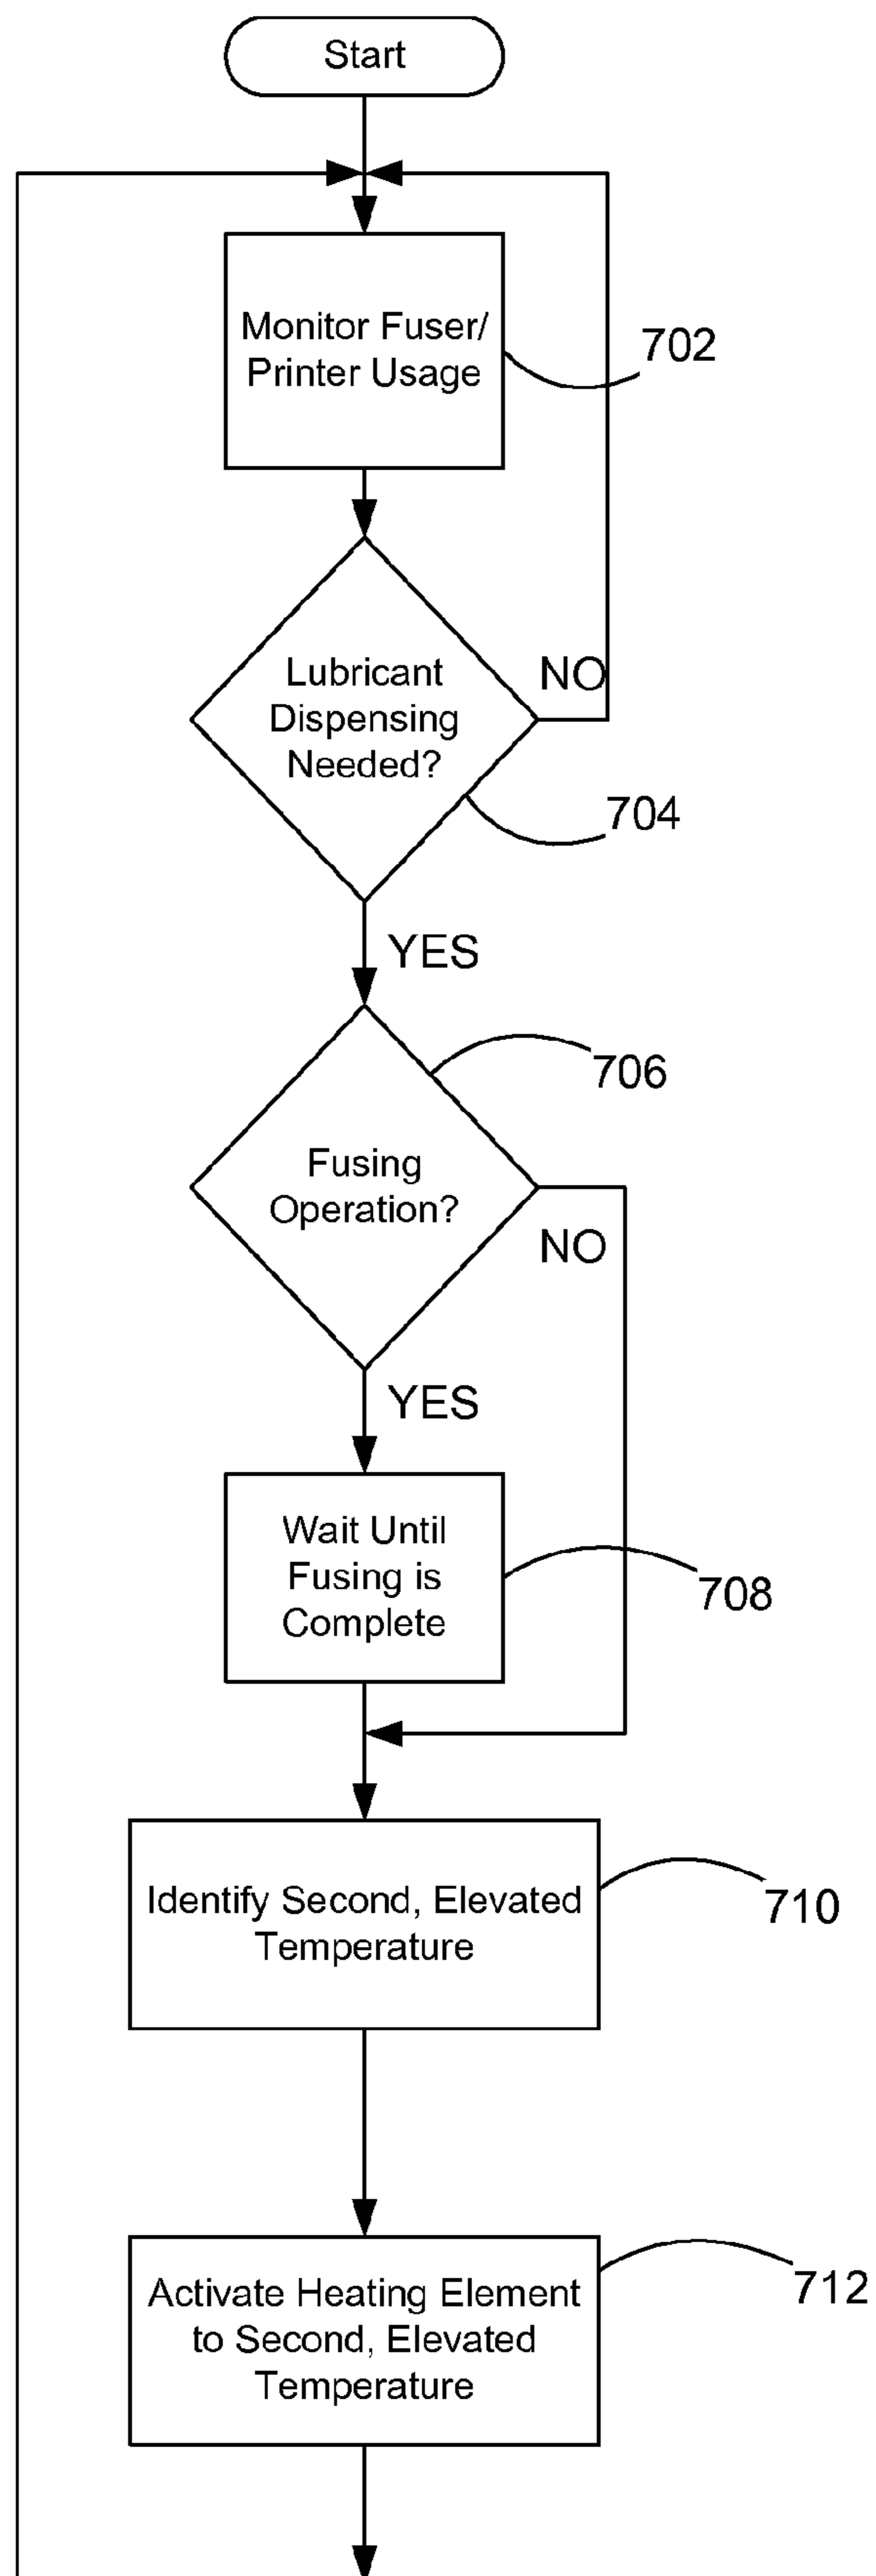 Start
Monitor Fuser/
Printer Usage
702
Lubricant
Dispensing
Needed?
NO
704
YES
706
Fusing
Operation?
NO
YES
Wait Until
Fusing is
Complete
708
Identify Second, Elevated
Temperature
710
Activate Heating Element
to Second, Elevated
Temperature
712